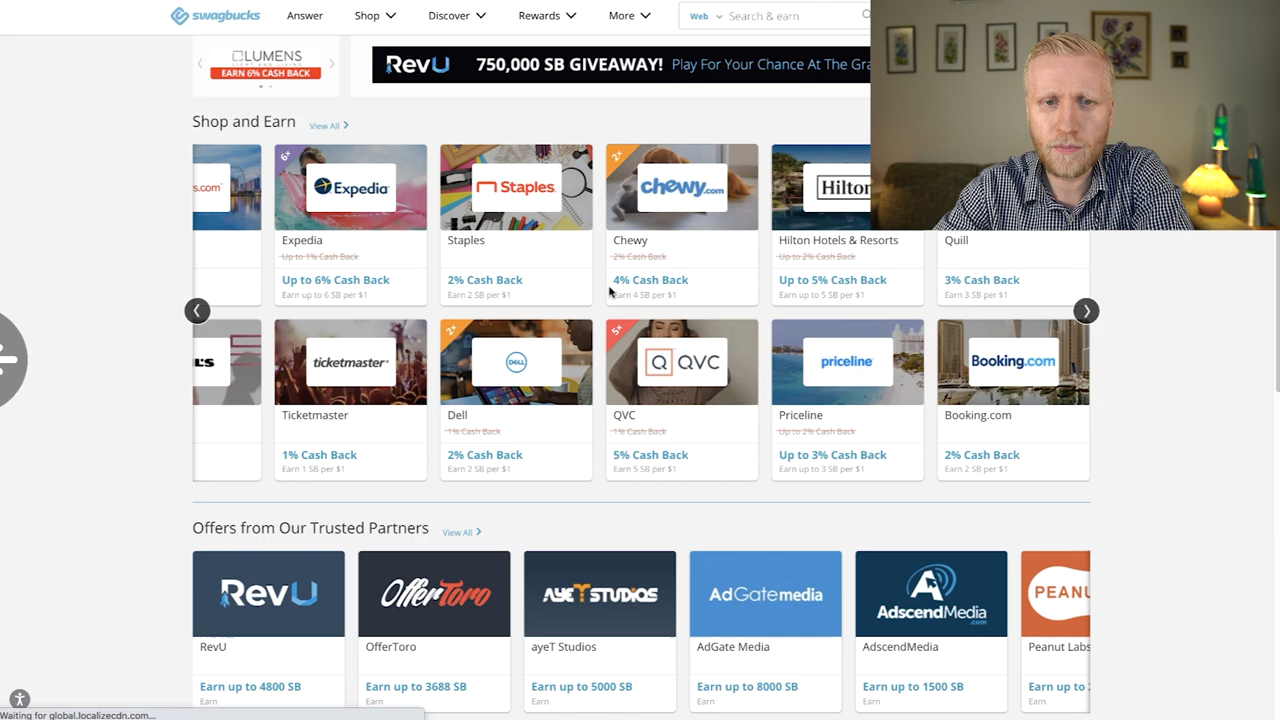 swagbucks Answer Shop Discover Rewards More Web Search & earn
LUMENS
EARN 6% CASH BACK
RevU 750,000 SB GIVEAWAY! Play For Your Chance At The Gra
Shop and Earn View All
s.com
6×
Expedia
Staples
2×
chewy.com
Hilton
Expedia Staples Chewy Hilton Hotels & Resorts Quill
Up to 1% Cash Back 2% Cash Back Up to 2% Cash Back
Up to 6% Cash Back 2% Cash Back 4% Cash Back Up to 5% Cash Back 3% Cash Back
Earn up to 6 SB per $1 Earn 2 SB per $1 Earn 4 SB per $1 Earn up to 5 SB per $1 Earn 3 SB per $1
L's
ticketmaster
2×
DELL
5×
Q QVC
priceline
Booking.com
Ticketmaster Dell QVC Priceline Booking.com
1% Cash Back 1% Cash Back Up to 2% Cash Back
1% Cash Back 2% Cash Back 5% Cash Back Up to 3% Cash Back 2% Cash Back
Earn 1 SB per $1 Earn 2 SB per $1 Earn 5 SB per $1 Earn up to 3 SB per $1 Earn 2 SB per $1
Offers from Our Trusted Partners View All
RevU OfferToro AYET STUDIOS AdGatemedia AdscendMedia .com PEANU
RevU OfferToro ayeT Studios AdGate Media AdscendMedia Peanut Labs
Earn up to 4800 SB Earn up to 3688 SB Earn up to 5000 SB Earn up to 8000 SB Earn up to 1500 SB Earn up to
Earn Earn Earn Earn Earn Earn
Waiting for global.localizecdn.com...